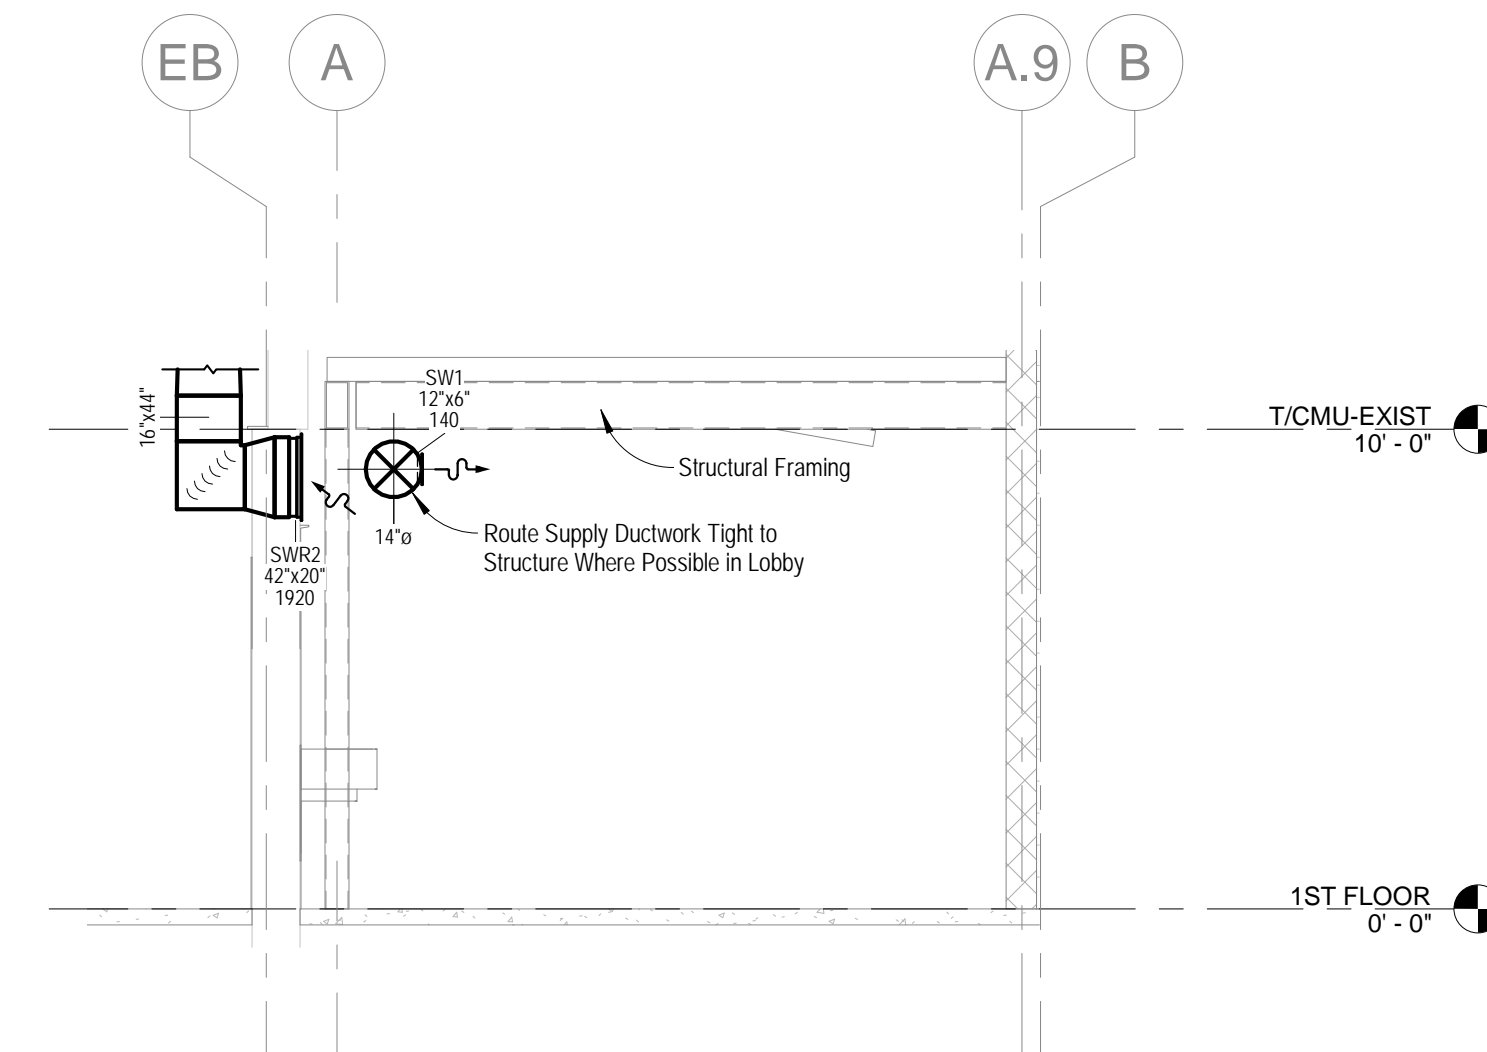 EB
A
A.9
B
SW1
12"x6"
140
16"x44"
T/CMU-EXIST
10' - 0"
Structural Framing
14"ø
Route Supply Ductwork Tight to
Structure Where Possible in Lobby
SWR2
42"x20"
1920
1ST FLOOR
0' - 0"